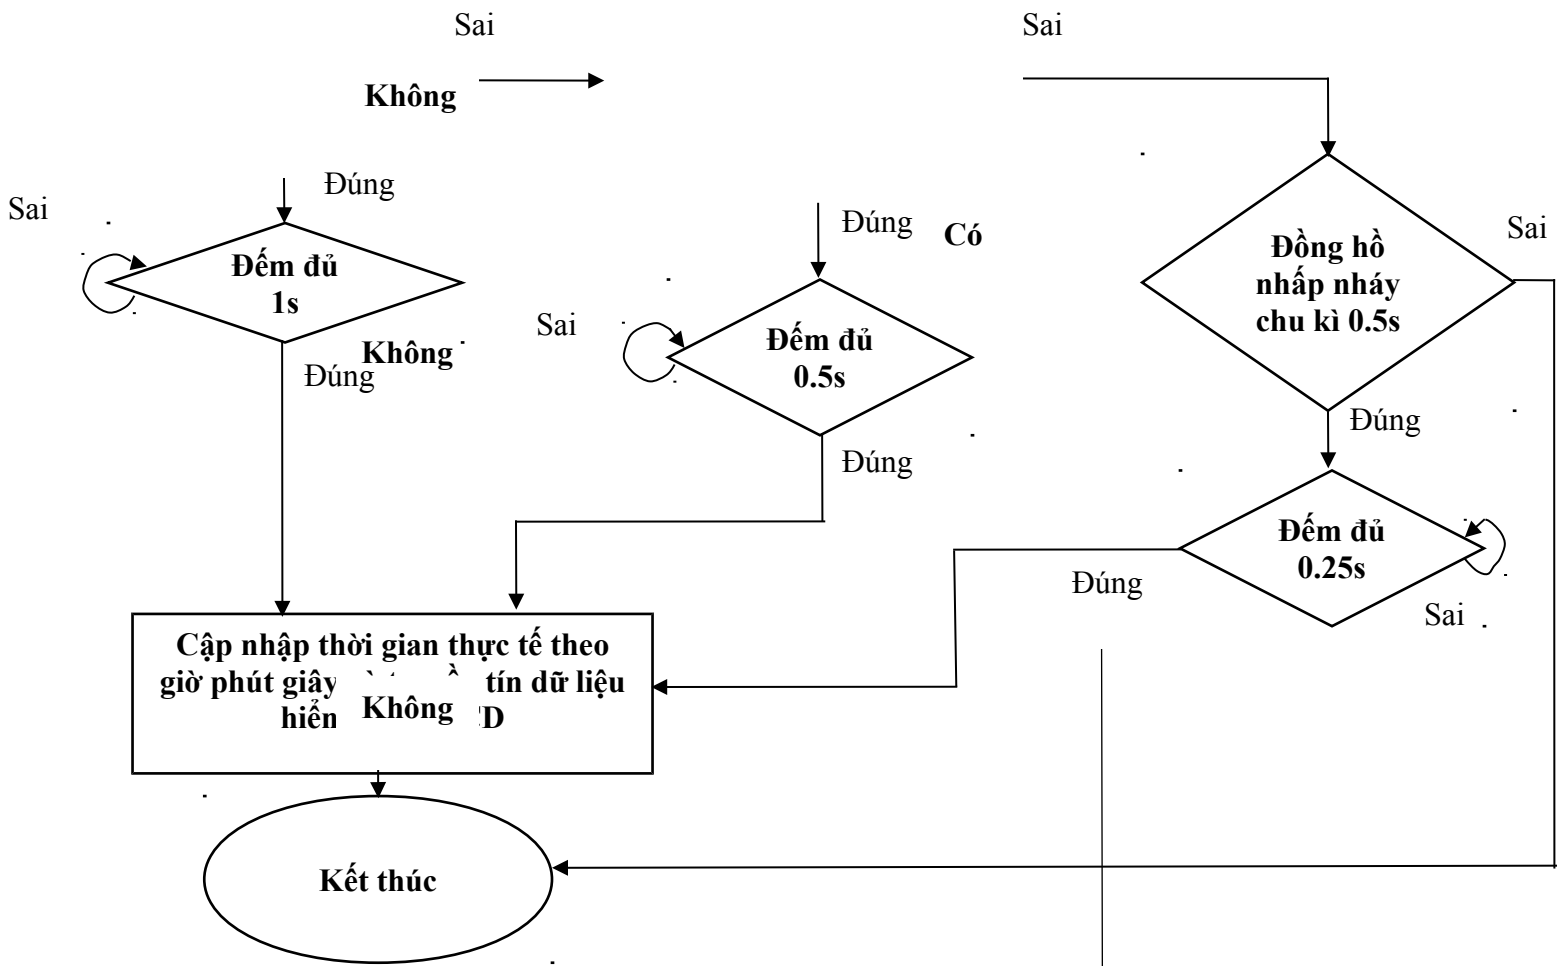 Sai
Sai
Không
Đúng
Sai
Đúng
Có
Sai
Đếm đủ
1s
Đồng hồ
nhấp nháy
chu kì 0.5s
Sai
Đếm đủ
0.5s
Không
Đúng
Đúng
Đúng
Đếm đủ
0.25s
Đúng
Sai
Cập nhập thời gian thực tế theo
giờ phút giây tín dữ liệu
hiển
Không
Kết thúc